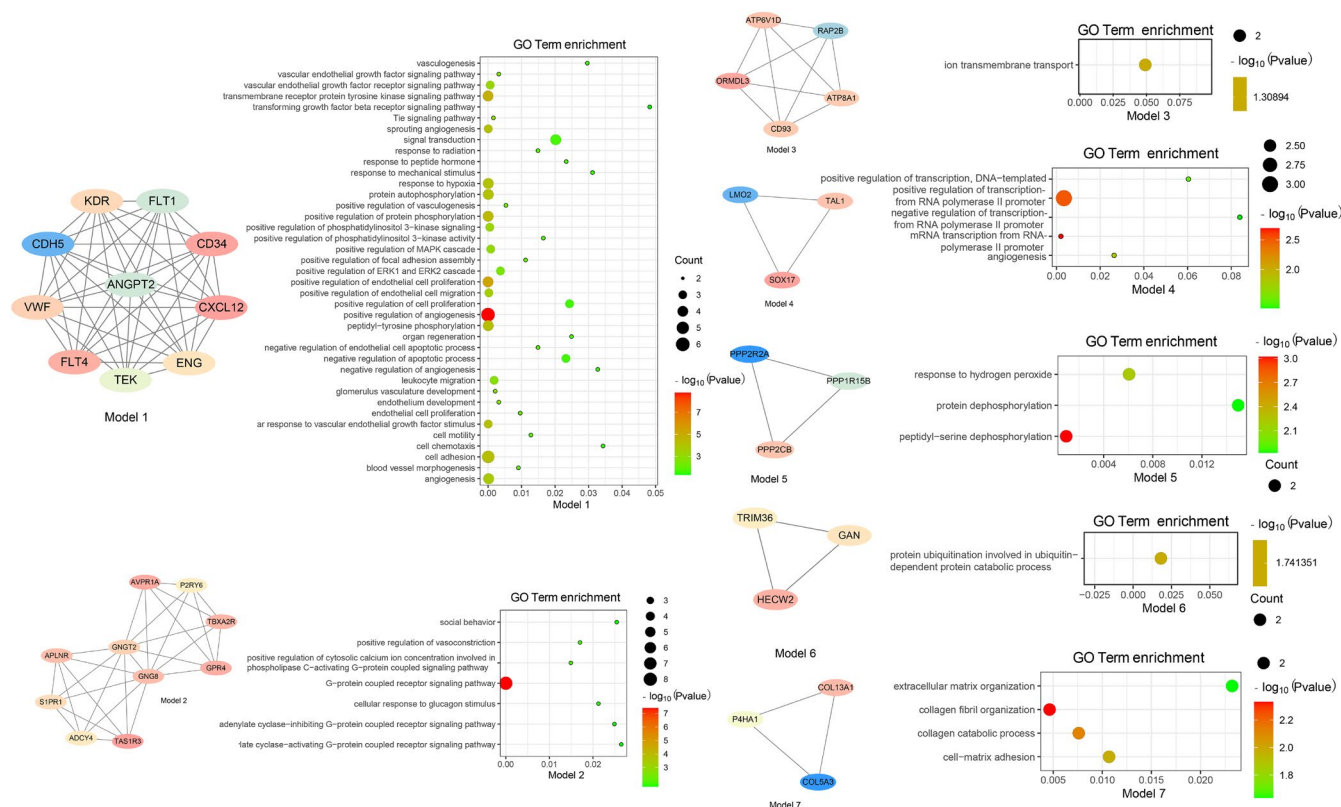 KDR
FLT1
CDH5
CD34
ANGPT2
VWF
CXCL12
FLT4
ENG
TEK
Model 1
GO Term enrichment
vasculogenesis
vascular endothelial growth factor signaling pathway
vascular endothelial growth factor receptor signaling pathway
transmembrane receptor protein tyrosine kinase signaling pathway
transforming growth factor beta receptor signaling pathway
Tie signaling pathway
sprouting angiogenesis
signal transduction
response to radiation
response to peptide hormone
response to mechanical stimulus
response to hypoxia
protein autophosphorylation
positive regulation of vasculogenesis
positive regulation of protein phosphorylation
positive regulation of phosphatidylinositol 3-kinase signaling
positive regulation of phosphatidylinositol 3-kinase activity
positive regulation of MAPK cascade
positive regulation of focal adhesion assembly
positive regulation of ERK1 and ERK2 cascade
positive regulation of endothelial cell proliferation
positive regulation of endothelial cell migration
positive regulation of cell proliferation
positive regulation of angiogenesis
peptidyl-tyrosine phosphorylation
organ regeneration
negative regulation of endothelial cell apoptotic process
negative regulation of apoptotic process
negative regulation of angiogenesis
leukocyte migration
glomerulus vasculature development
endothelium development
endothelial cell proliferation
ar response to vascular endothelial growth factor stimulus
cell motility
cell chemotaxis
cell adhesion
blood vessel morphogenesis
angiogenesis
0.00 0.01 0.02 0.03 0.04 0.05
Model 1
Count
2
3
4
5
6
- log10(Pvalue)
7
5
3
AVPR1A
P2RY6
TBXA2R
GNGT2
APLNR
GPR4
GNG8
S1PR1
ADCY4
TAS1R3
Model 2
GO Term enrichment
social behavior
positive regulation of vasoconstriction
positive regulation of cytosolic calcium ion concentration involved in
phospholipase C-activating G-protein coupled signaling pathway
G-protein coupled receptor signaling pathway
cellular response to glucagon stimulus
adenylate cyclase-inhibiting G-protein coupled receptor signaling pathway
late cyclase-activating G-protein coupled receptor signaling pathway
0.00 0.01 0.02
Model 2
3
4
5
6
7
8
- log10(Pvalue)
7
6
5
4
3
ATP6V1D
RAP2B
ORMDL3
ATP8A1
CD93
Model 3
GO Term enrichment
ion transmembrane transport
0.000 0.025 0.050 0.075
Model 3
2
- log10(Pvalue)
1.30894
LMO2
TAL1
SOX17
Model 4
GO Term enrichment
positive regulation of transcription, DNA-templated
positive regulation of transcription-
from RNA polymerase II promoter
negative regulation of transcription-
from RNA polymerase II promoter
mRNA transcription from RNA-
polymerase II promoter
angiogenesis
0.00 0.02 0.04 0.06 0.08
Model 4
2.50
2.75
3.00
- log10(Pvalue)
2.0
PPP2R2A
PPP1R15B
PPP2CB
Model 5
GO Term enrichment
response to hydrogen peroxide
protein dephosphorylation
peptidyl-serine dephosphorylation
0.004 0.008 0.012
Model 5
- log10(Pvalue)
3.0
2.7
2.4
2.1
Count
2
TRIM36
GAN
HECW2
Model 6
GO Term enrichment
protein ubiquitination involved in ubiquitin-
dependent protein catabolic process
-0.025 0.000 0.025 0.050
Model 6
- log10(Pvalue)
1.741351
Count
2
COL13A1
P4HA1
COL5A3
Model 7
GO Term enrichment
extracellular matrix organization
collagen fibril organization
collagen catabolic process
cell-matrix adhesion
0.005 0.010 0.015 0.020
Model 7
2
- log10(Pvalue)
2.2
2.0
1.8